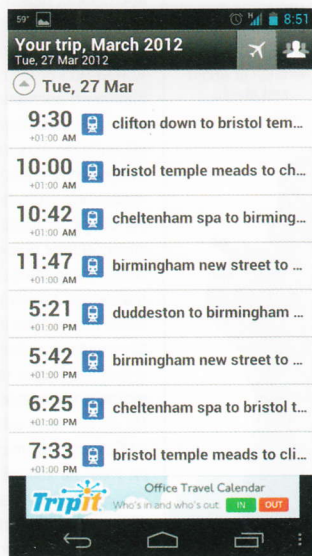 59°
H
8:51
Your trip, March 2012
Tue, 27 Mar 2012
Tue, 27 Mar
9:30
+01:00 AM
clifton down to bristol tem...
10:00
+01:00 AM
bristol temple meads to ch...
10:42
+01:00 AM
cheltenham spa to birming...
11:47
+01:00 AM
birmingham new street to ...
5:21
+01:00 PM
duddeston to birmingham ...
5:42
+01:00 PM
birmingham new street to ...
6:25
+01:00 PM
cheltenham spa to bristol t...
7:33
+01:00 PM
bristol temple meads to cli...
TripIt
Office Travel Calendar
Who's in and who's out:
IN
OUT